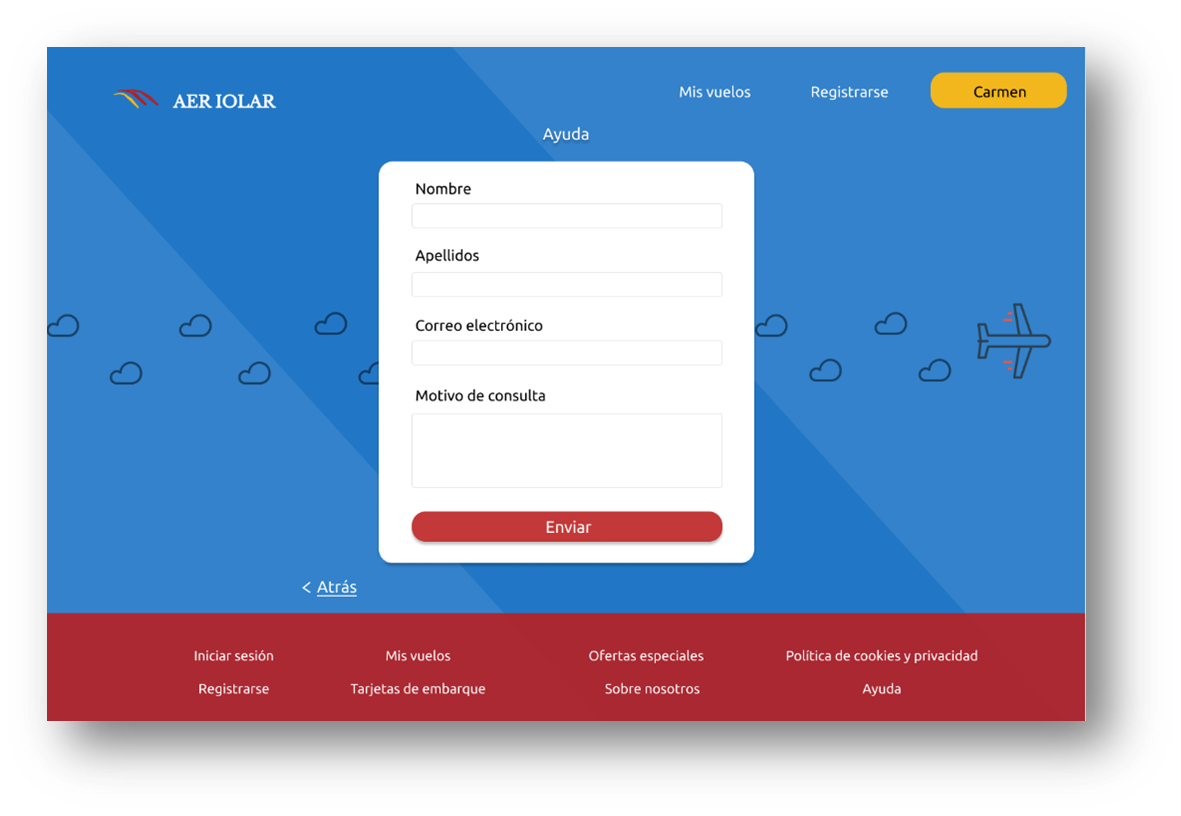 AER IOLAR
Mis vuelos
Registrarse
Carmen
Ayuda
Nombre
Apellidos
Correo electrónico
Motivo de consulta
Enviar
< Atrás
Iniciar sesión
Mis vuelos
Ofertas especiales
Política de cookies y privacidad
Registrarse
Tarjetas de embarque
Sobre nosotros
Ayuda